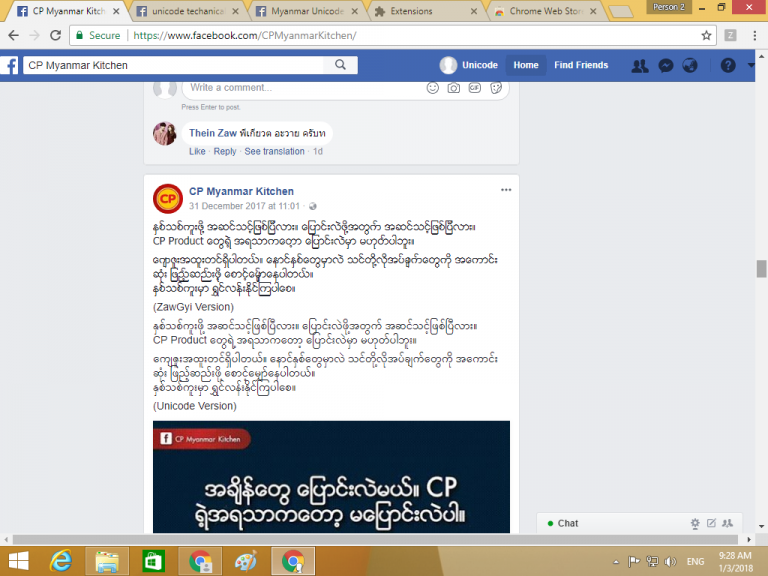 CP Myanmar Kitch
unicode techanical
Myanmar Unicode
Extensions
Chrome Web Stor
Person 2
Secure
https://www.facebook.com/CPMyanmarKitchen/
CP Myanmar Kitchen
Unicode
Home
Find Friends
Write a comment...
GIF
Press Enter to post.
Thein Zaw พี่เกียวด อะวาย ครับท
Like · Reply · See translation · 1d
CP
CP Myanmar Kitchen
31 December 2017 at 11:01 ·
နှစ်သစ်ကူးဖို့ အဆင်သင့်ဖြစ်ပြီလား။ ပြောင်းလဲဖို့အတွက် အဆင်သင့်ဖြစ်ပြီလား။
CP Product တွေရဲ့ အရသာကတော့ ပြောင်းလဲမှာ မဟုတ်ပါဘူး။
ကျေးဇူးအထူးတင်ရှိပါတယ်။ နောင်နှစ်တွေမှာလဲ သင်တို့လိုအပ်ချက်တွေကို အကောင်း
ဆုံး ဖြည့်ဆည်းဖို့ စောင့်မျှော်နေပါတယ်။
နှစ်သစ်ကူးမှာ ရွှင်လန်းနိုင်ကြပါစေ။
(ZawGyi Version)
နှစ်သစ်ကူးဖို့ အဆင်သင့်ဖြစ်ပြီလား။ ပြောင်းလဲဖို့အတွက် အဆင်သင့်ဖြစ်ပြီလား။
CP Product တွေရဲ့ အရသာကတော့ ပြောင်းလဲမှာ မဟုတ်ပါဘူး။
ကျေးဇူးအထူးတင်ရှိပါတယ်။ နောင်နှစ်တွေမှာလဲ သင်တို့လိုအပ်ချက်တွေကို အကောင်း
ဆုံး ဖြည့်ဆည်းဖို့ စောင့်မျှော်နေပါတယ်။
နှစ်သစ်ကူးမှာ ရွှင်လန်းနိုင်ကြပါစေ။
(Unicode Version)
CP Myanmar Kitchen
အချိန်တွေ ပြောင်းလဲမယ်။ CP
ရဲ့အရသာကတော့ မပြောင်းလဲပါ။
Chat
ENG
9:28 AM
1/3/2018